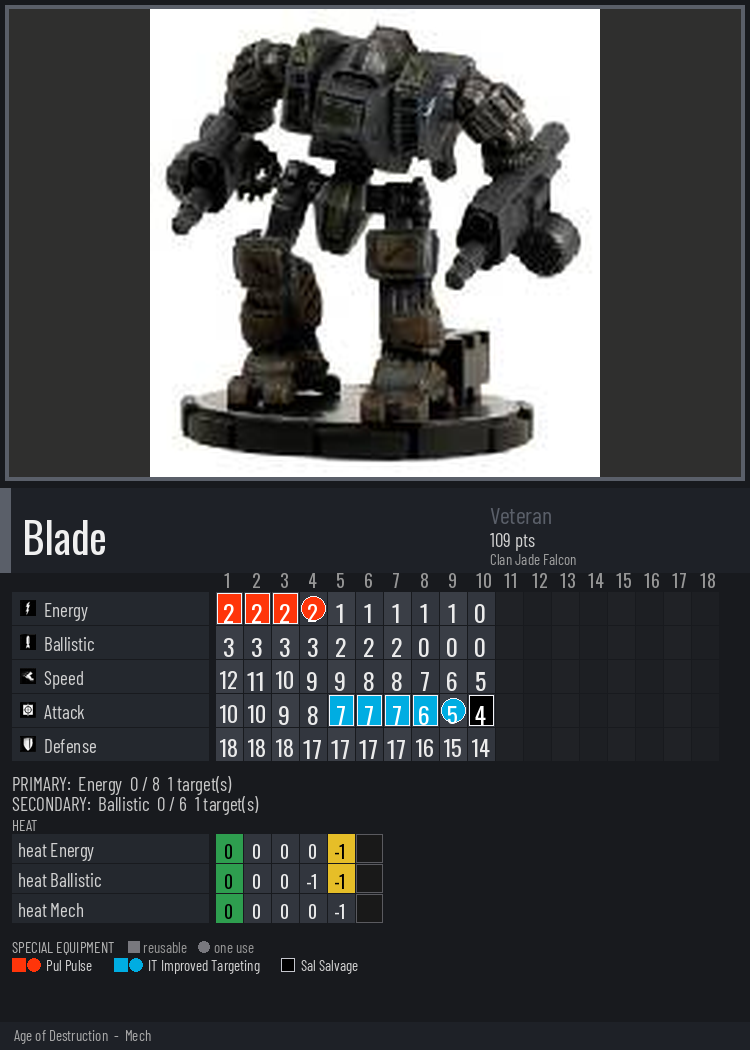 Blade
Veteran
109 pts
Clan Jade Falcon
1 2 3 4 5 6 7 8 9 10 11 12 13 14 15 16 17 18
Energy 2 2 2 2 1 1 1 1 1 0
Ballistic 3 3 3 3 2 2 2 0 0 0
Speed 12 11 10 9 9 8 8 7 6 5
Attack 10 10 9 8 7 7 7 6 5 4
Defense 18 18 18 17 17 17 17 16 15 14
PRIMARY: Energy 0 / 8 1 target(s)
SECONDARY: Ballistic 0 / 6 1 target(s)
HEAT
heat Energy 0 0 0 0 -1
heat Ballistic 0 0 0 -1 -1
heat Mech 0 0 0 0 -1
SPECIAL EQUIPMENT reusable one use
Pul Pulse IT Improved Targeting Sal Salvage
Age of Destruction - Mech